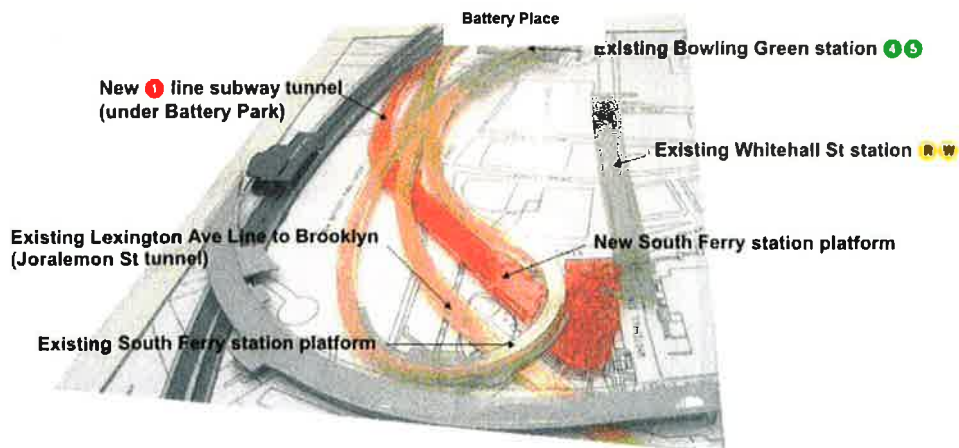 Battery Place
Existing Bowling Green station 4 5
New 1 line subway tunnel
(under Battery Park)
Existing Whitehall St station R W
Existing Lexington Ave Line to Brooklyn
(Joralemon St tunnel)
New South Ferry station platform
Existing South Ferry station platform